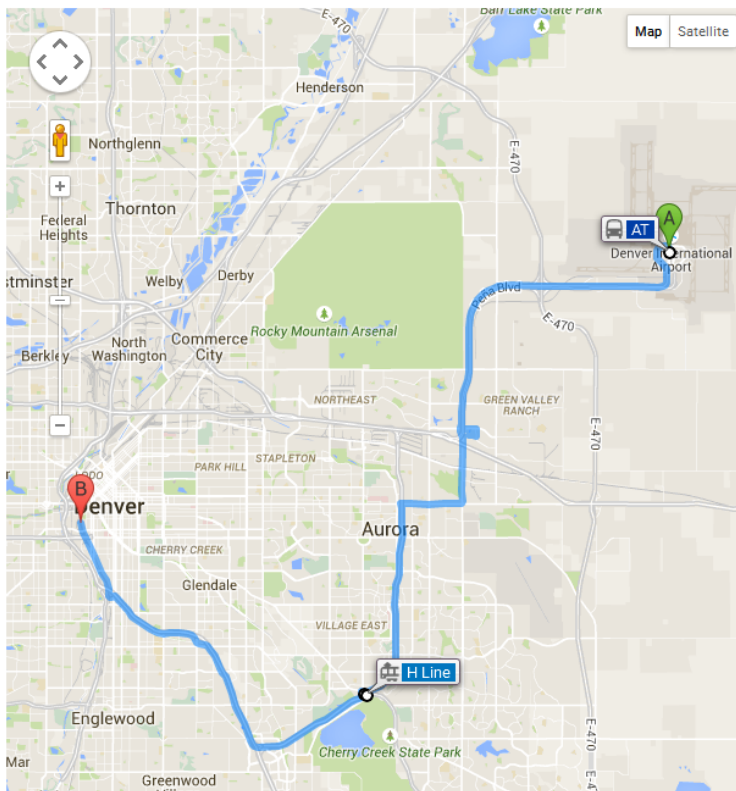 Barr Lake State Park
Map
Satellite
Henderson
E-470
Northglenn
Thornton
Federal
Heights
A
AT
Denver International
Airport
Welby
Derby
Pena Blvd
E-470
Rocky Mountain Arsenal
Commerce
City
North
Washington
Berkley
NORTHEAST
GREEN VALLEY
RANCH
E-470
STAPLETON
PARK HILL
LODO
B
Denver
Aurora
CHERRY CREEK
Glendale
VILLAGE EAST
H Line
Englewood
Cherry Creek State Park
E-470
Greenwood